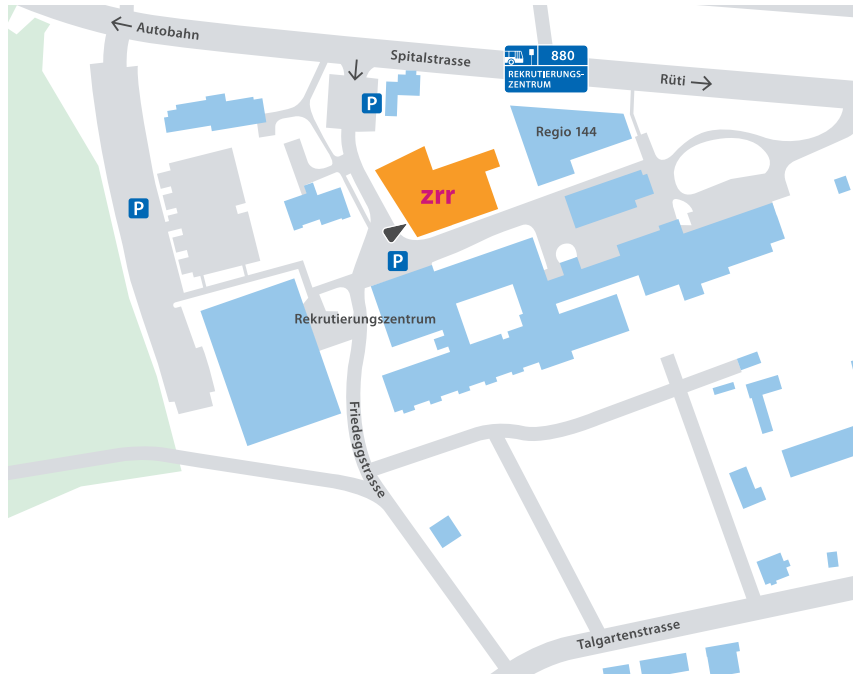 Autobahn
Spitalstrasse
880
REKRUTIERUNGS-
ZENTRUM
Rüti
P
Regio 144
zrr
P
P
Rekrutierungszentrum
Friedeggstrasse
Talgartenstrasse